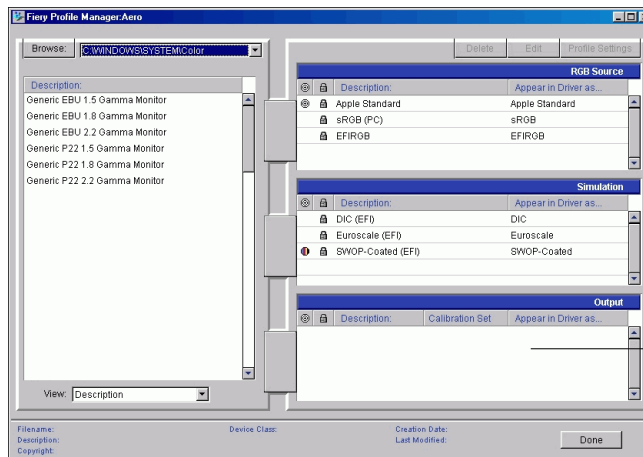 Fiery Profile Manager:Aero
Browse: C:\WINDOWS\SYSTEM\Color
Description:
Generic EBU 1.5 Gamma Monitor
Generic EBU 1.8 Gamma Monitor
Generic EBU 2.2 Gamma Monitor
Generic P22 1.5 Gamma Monitor
Generic P22 1.8 Gamma Monitor
Generic P22 2.2 Gamma Monitor
View: Description
Delete Edit Profile Settings
RGB Source
Description: Appear in Driver as...
Apple Standard Apple Standard
sRGB (PC) sRGB
EFIRGB EFIRGB
Simulation
Description: Appear in Driver as...
DIC (EFI) DIC
Euroscale (EFI) Euroscale
SWOP-Coated (EFI) SWOP-Coated
Output
Description: Calibration Set Appear in Driver as...
Filename: Device Class: Creation Date:
Description: Last Modified:
Copyright:
Done